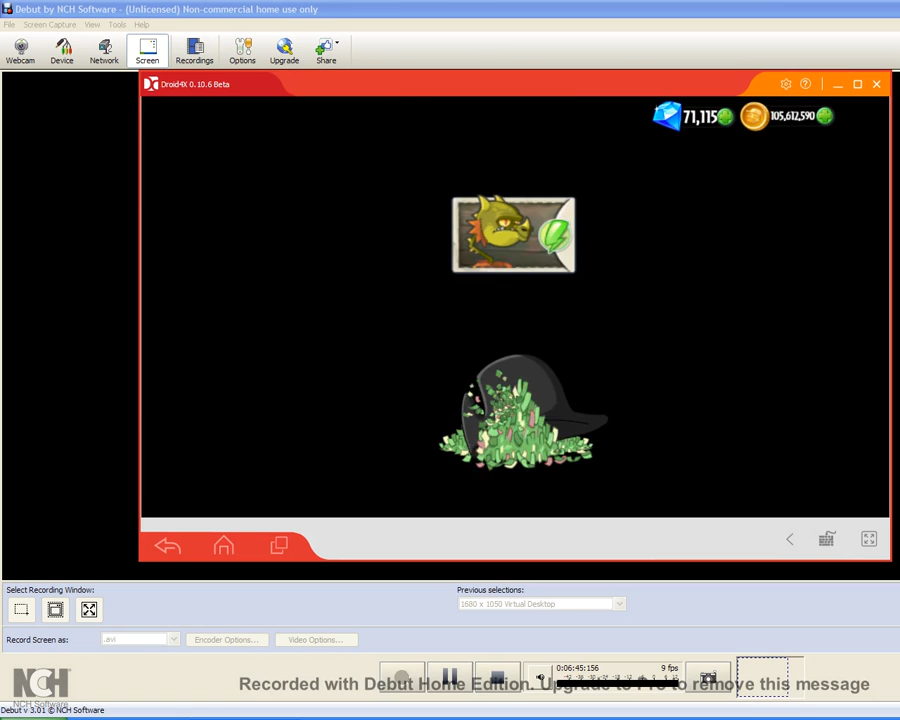 Debut by NCH Software - (Unlicensed) Non-commercial home use only
File Screen Capture View Tools Help
Webcam Device Network Screen Recordings Options Upgrade Share
Droid4X 0.10.6 Beta
71,115 105,612,590
Select Recording Window:
Previous selections:
1680 x 1050 Virtual Desktop
Record Screen as: .avi Encoder Options... Video Options...
0:06:45:156 9 fps
NCH
NCH Software
Recorded with Debut Home Edition. Upgrade to Pro to remove this message
Debut v 3.01 © NCH Software